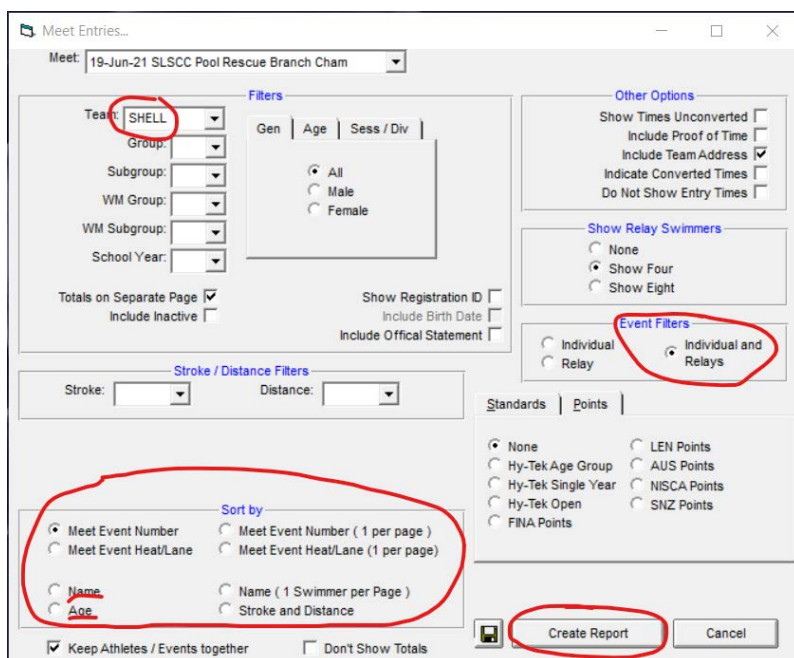 Meet Entries...
Meet: 19-Jun-21 SLSCC Pool Rescue Branch Cham
Filters
Team: SHELL
Group:
Subgroup:
WM Group:
WM Subgroup:
School Year:
Gen Age Sess / Div
All
Male
Female
Totals on Separate Page
Include Inactive
Show Registration ID
Include Birth Date
Include Offical Statement
Other Options
Show Times Unconverted
Include Proof of Time
Include Team Address
Indicate Converted Times
Do Not Show Entry Times
Show Relay Swimmers
None
Show Four
Show Eight
Event Filters
Individual
Relay
Individual and
Relays
Stroke / Distance Filters
Stroke: Distance:
Standards Points
None
Hy-Tek Age Group
Hy-Tek Single Year
Hy-Tek Open
FINA Points
LEN Points
AUS Points
NISCA Points
SNZ Points
Sort by
Meet Event Number
Meet Event Heat/Lane
Name
Age
Meet Event Number ( 1 per page )
Meet Event Heat/Lane (1 per page)
Name ( 1 Swimmer per Page )
Stroke and Distance
Keep Athletes / Events together
Don't Show Totals
Create Report
Cancel